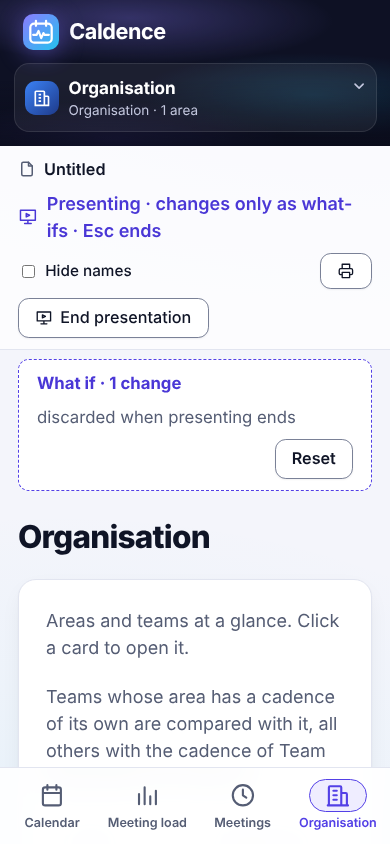 Caldence
Organisation
Organisation · 1 area
Untitled
Presenting · changes only as what-
ifs · Esc ends
Hide names
End presentation
What if · 1 change
discarded when presenting ends
Reset
Organisation
Areas and teams at a glance. Click
a card to open it.
Teams whose area has a cadence
of its own are compared with it, all
others with the cadence of Team
Calendar
Meeting load
Meetings
Organisation